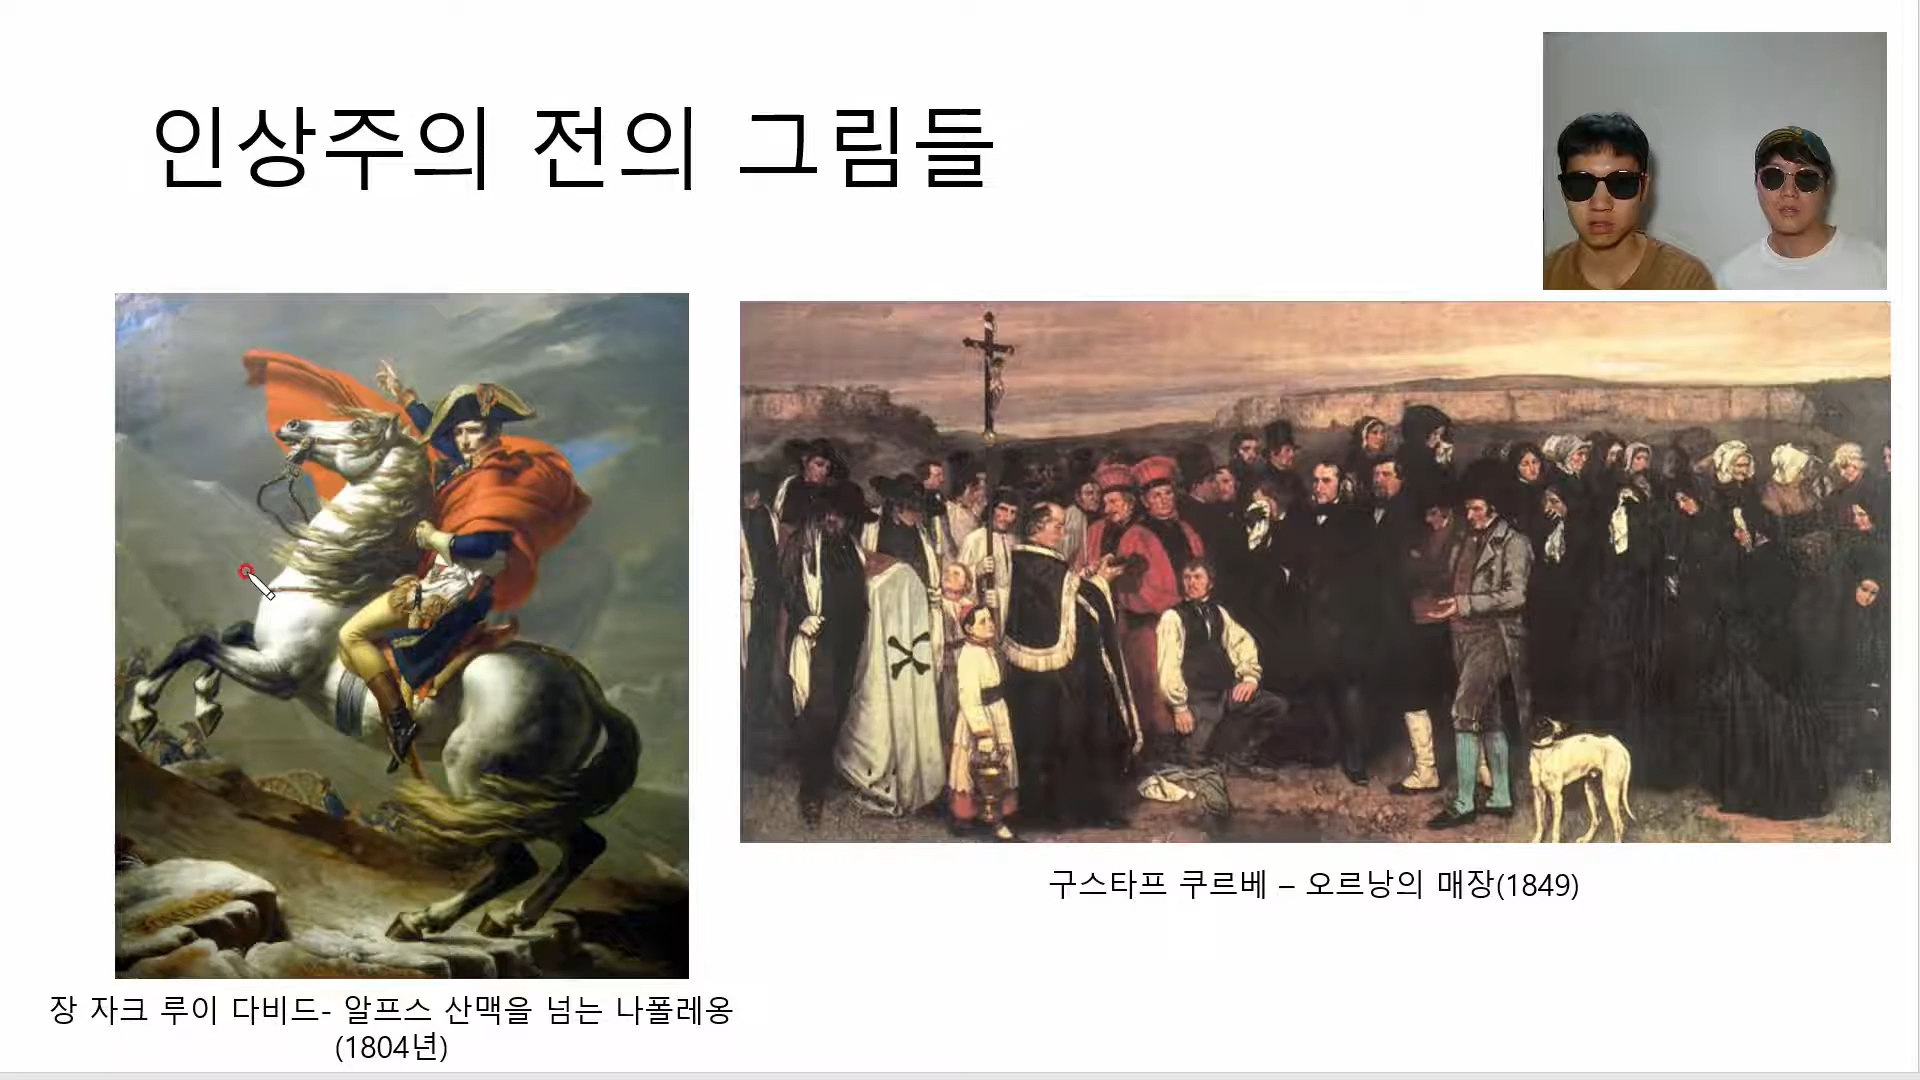 인상주의 전의 그림들
구스타프 쿠르베 – 오르낭의 매장(1849)
장 자크 루이 다비드- 알프스 산맥을 넘는 나폴레옹
(1804년)